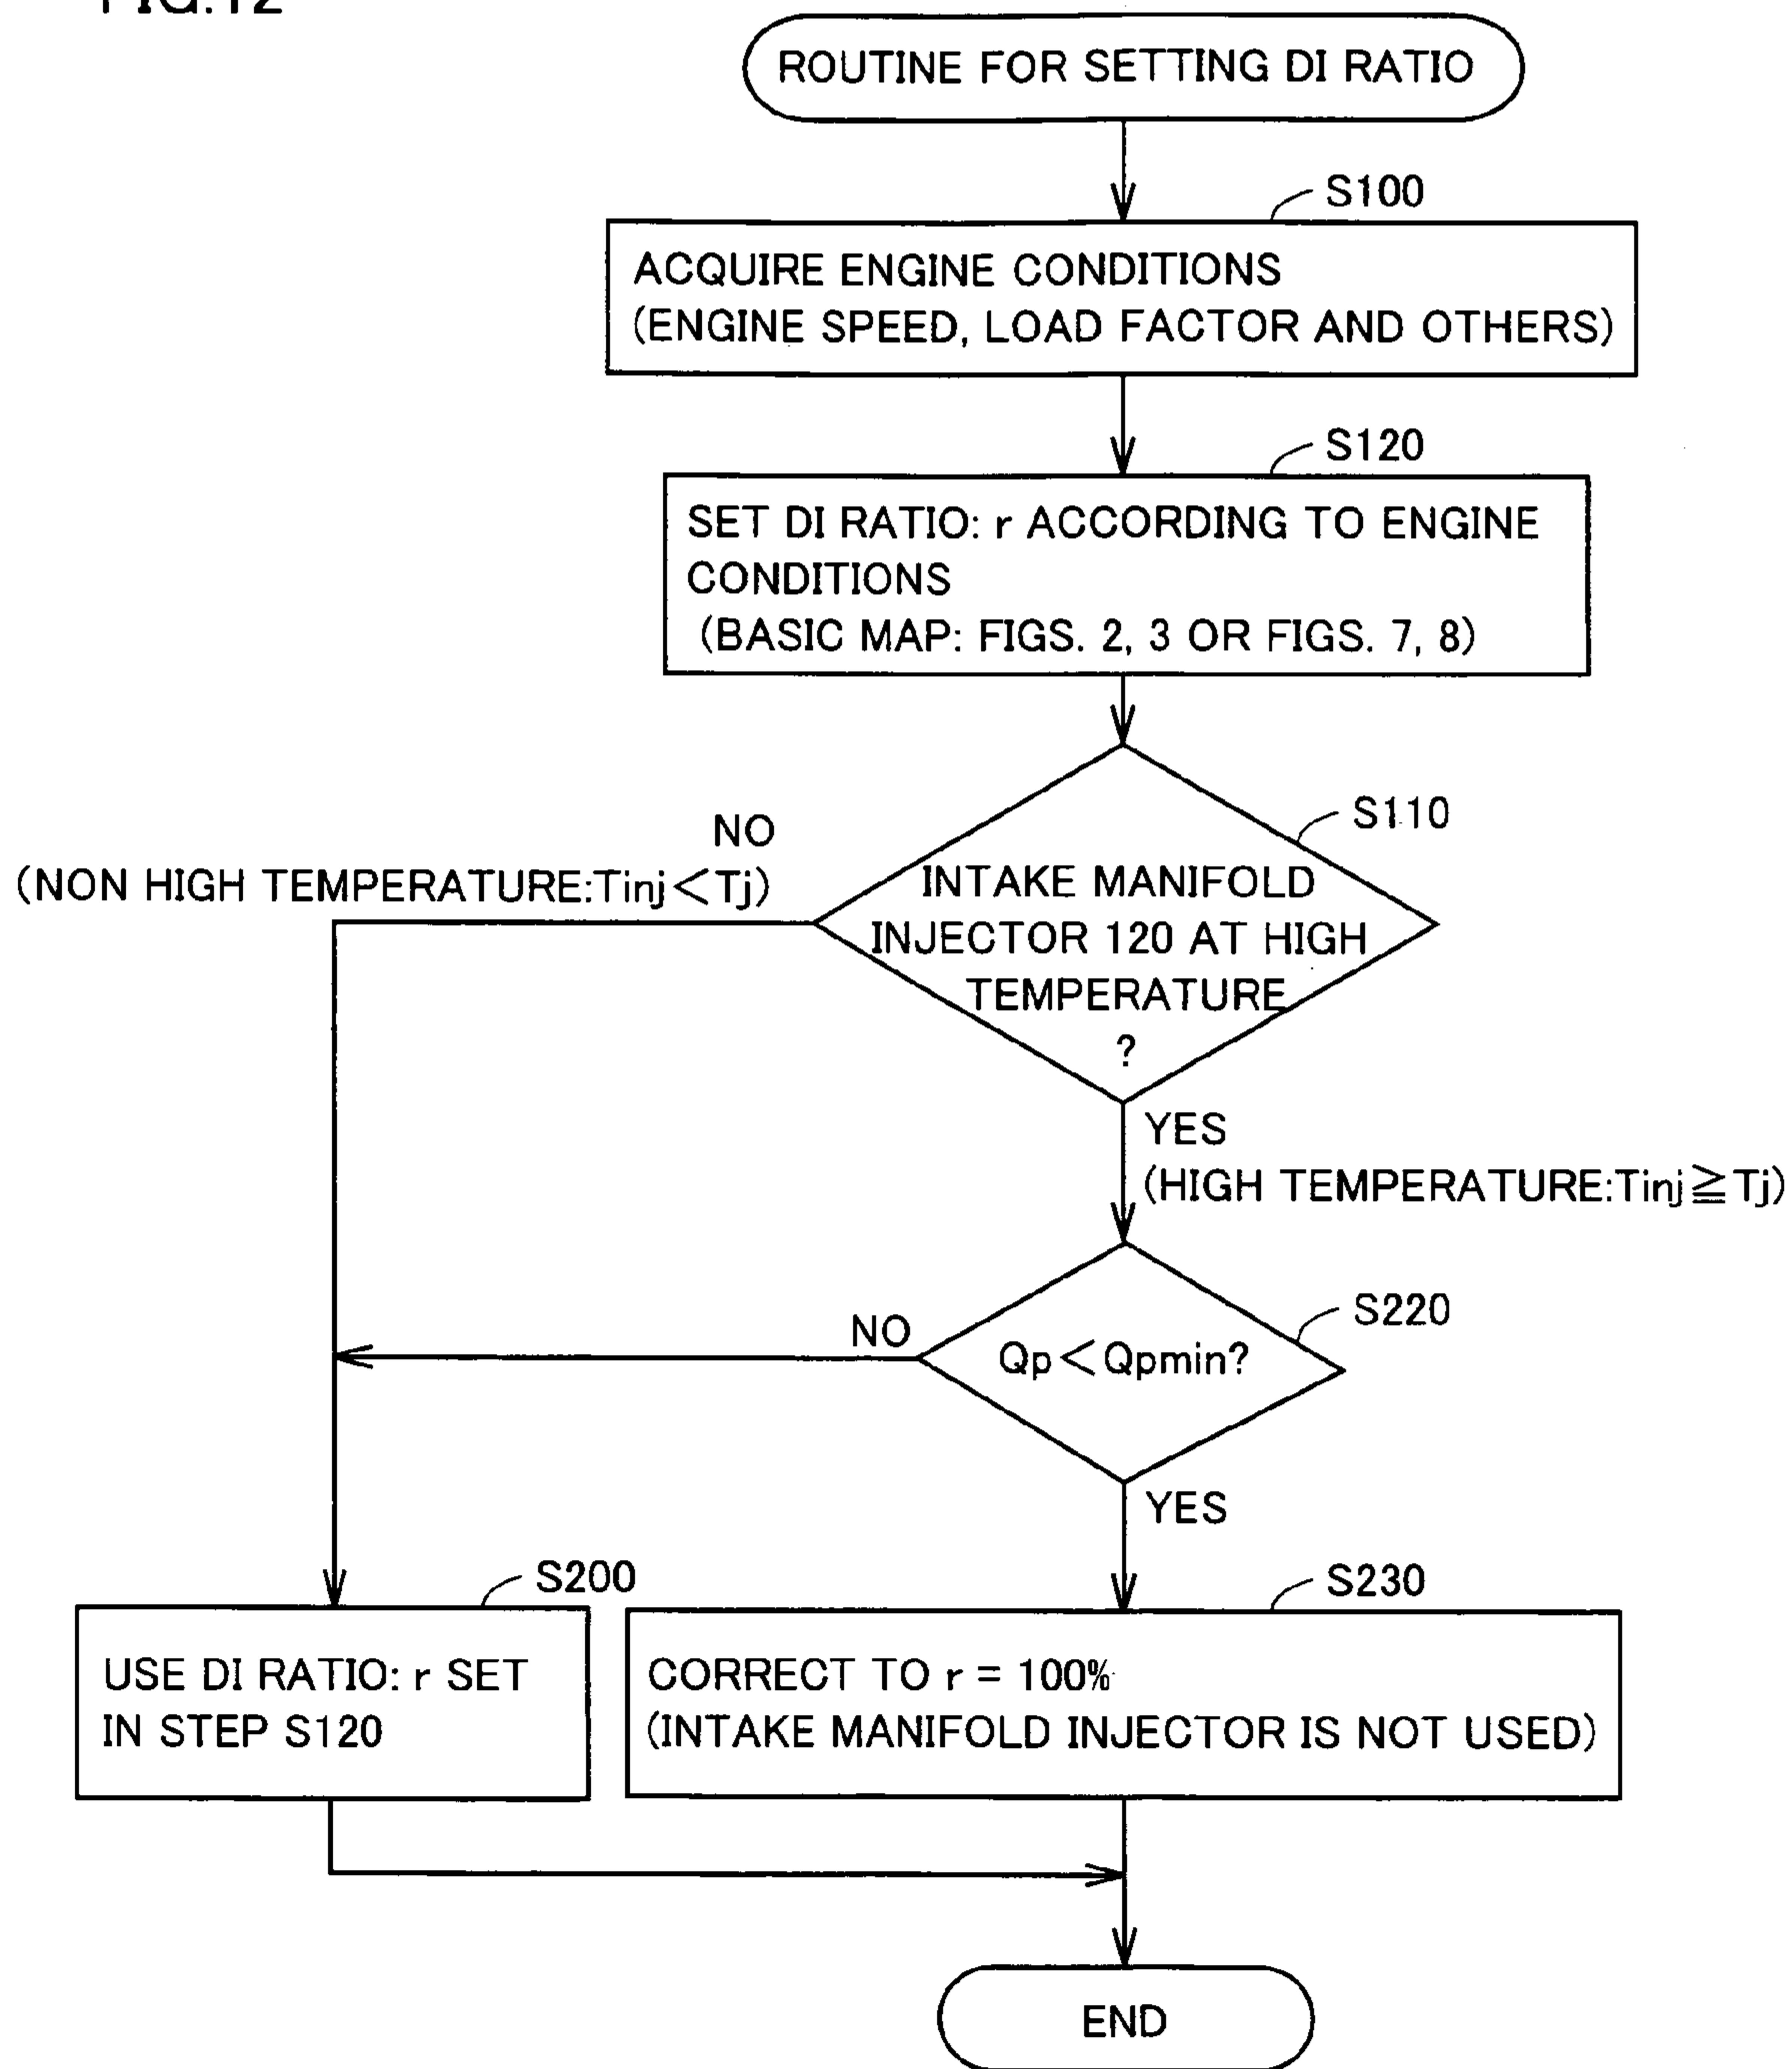 FIG.12
ROUTINE FOR SETTING DI RATIO
S100
ACQUIRE ENGINE CONDITIONS
(ENGINE SPEED, LOAD FACTOR AND OTHERS)
S120
SET DI RATIO: r ACCORDING TO ENGINE
CONDITIONS
(BASIC MAP: FIGS. 2, 3 OR FIGS. 7, 8)
S110
NO
(NON HIGH TEMPERATURE:Tinj<Tj)
INTAKE MANIFOLD
INJECTOR 120 AT HIGH
TEMPERATURE
?
YES
(HIGH TEMPERATURE:Tinj≧Tj)
S220
NO
Qp<Qpmin?
YES
S200
S230
USE DI RATIO: r SET
IN STEP S120
CORRECT TO r = 100%
(INTAKE MANIFOLD INJECTOR IS NOT USED)
END